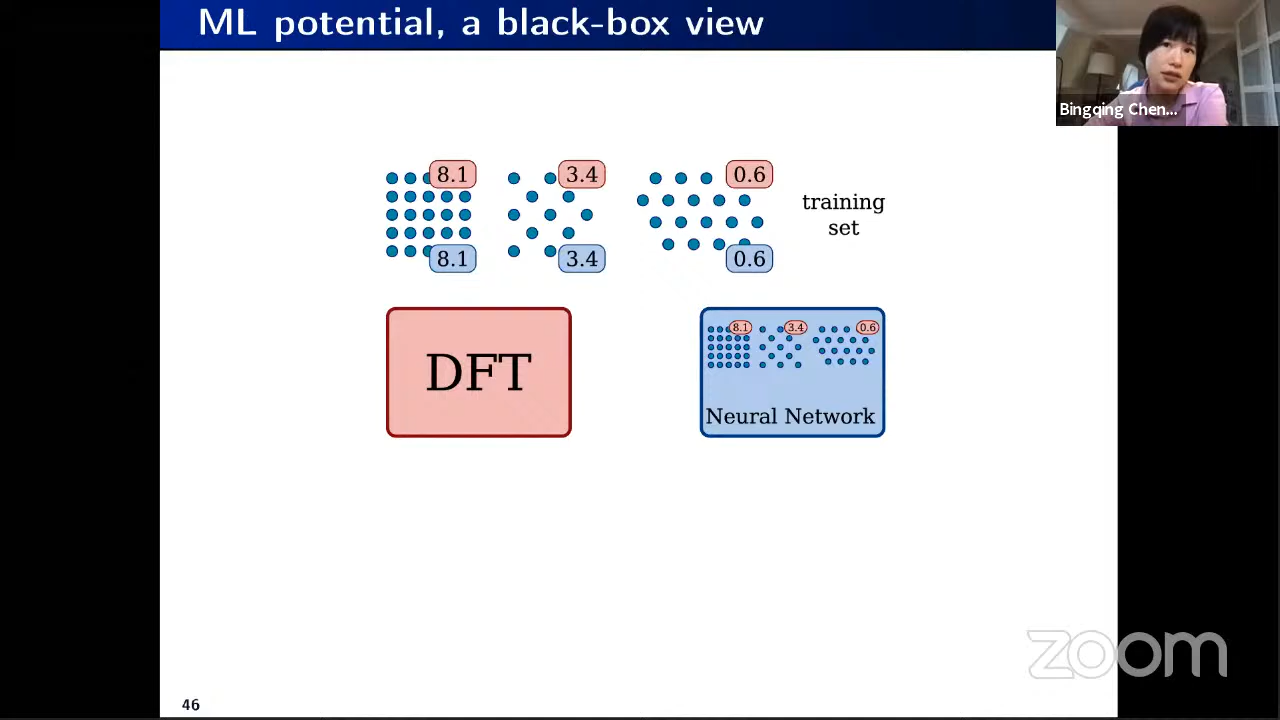 ML potential, a black-box view
Bingqing Chen...
8.1
3.4
0.6
training
set
8.1
3.4
0.6
DFT
8.1
3.4
0.6
Neural Network
zoom
46